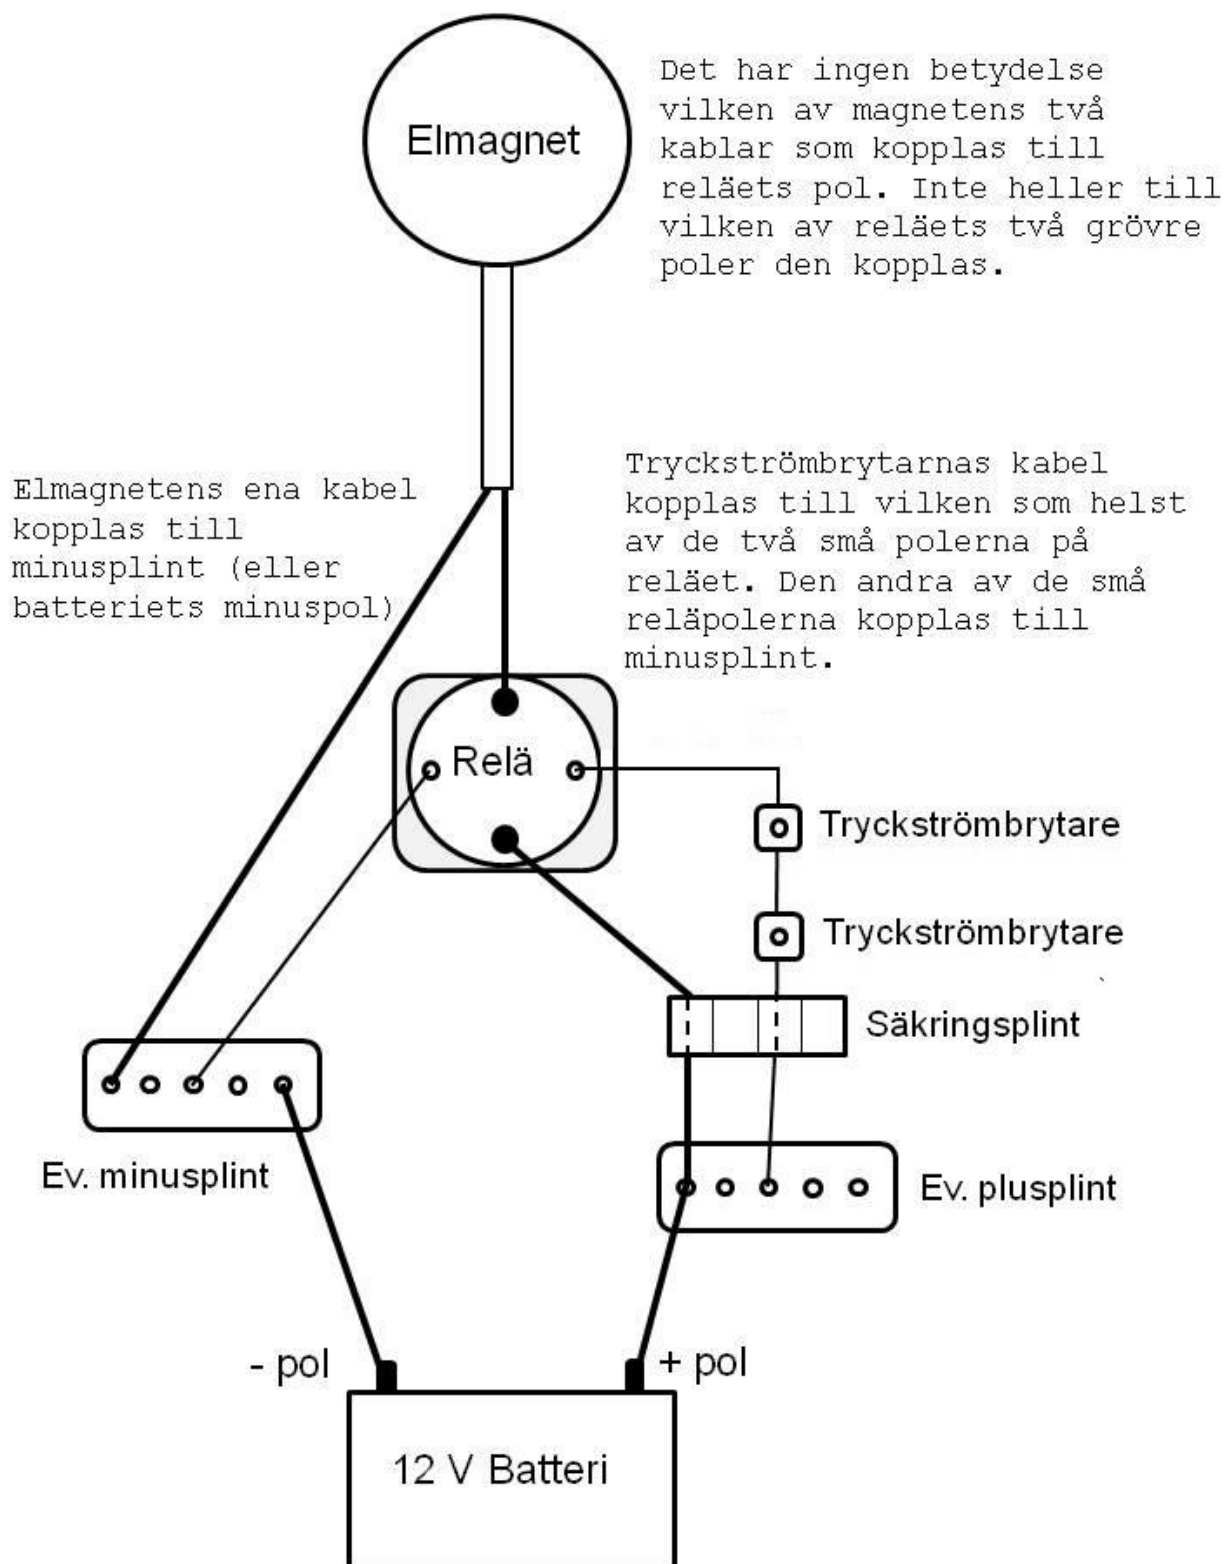 Elmagnet
Det har ingen betydelse
vilken av magnetens två
kablar som kopplas till
reläets pol. Inte heller till
vilken av reläets två grövre
poler den kopplas.
Elmagnetens ena kabel
kopplas till
minusplint (eller
batteriets minuspol)
Tryckströmbrytarnas kabel
kopplas till vilken som helst
av de två små polerna på
reläet. Den andra av de små
reläpolerna kopplas till
minusplint.
Relä
Tryckströmbrytare
Tryckströmbrytare
Säkringsplint
Ev. minusplint
Ev. plusplint
- pol
+ pol
12 V Batteri